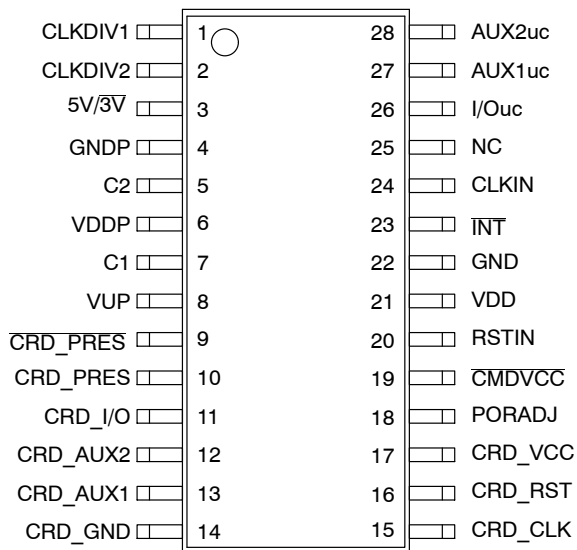 CLKDIV1 1 28 AUX2uc
CLKDIV2 2 27 AUX1uc
5V/3V 3 26 I/Ouc
GNDP 4 25 NC
C2 5 24 CLKIN
VDDP 6 23 INT
C1 7 22 GND
VUP 8 21 VDD
CRD_PRES 9 20 RSTIN
CRD_PRES 10 19 CMDVCC
CRD_I/O 11 18 PORADJ
CRD_AUX2 12 17 CRD_VCC
CRD_AUX1 13 16 CRD_RST
CRD_GND 14 15 CRD_CLK